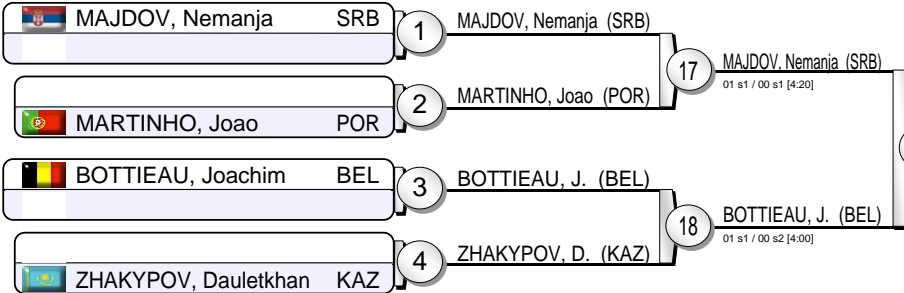 MAJDOV, Nemanja SRB
1
MAJDOV, Nemanja (SRB)
17
MAJDOV, Nemanja (SRB)
01 s1 / 00 s1 [4:20]
2
MARTINHO, Joao (POR)
MARTINHO, Joao POR
BOTTIEAU, Joachim BEL
3
BOTTIEAU, J. (BEL)
18
BOTTIEAU, J. (BEL)
01 s1 / 00 s2 [4:00]
4
ZHAKYPOV, D. (KAZ)
ZHAKYPOV, Dauletkhan KAZ